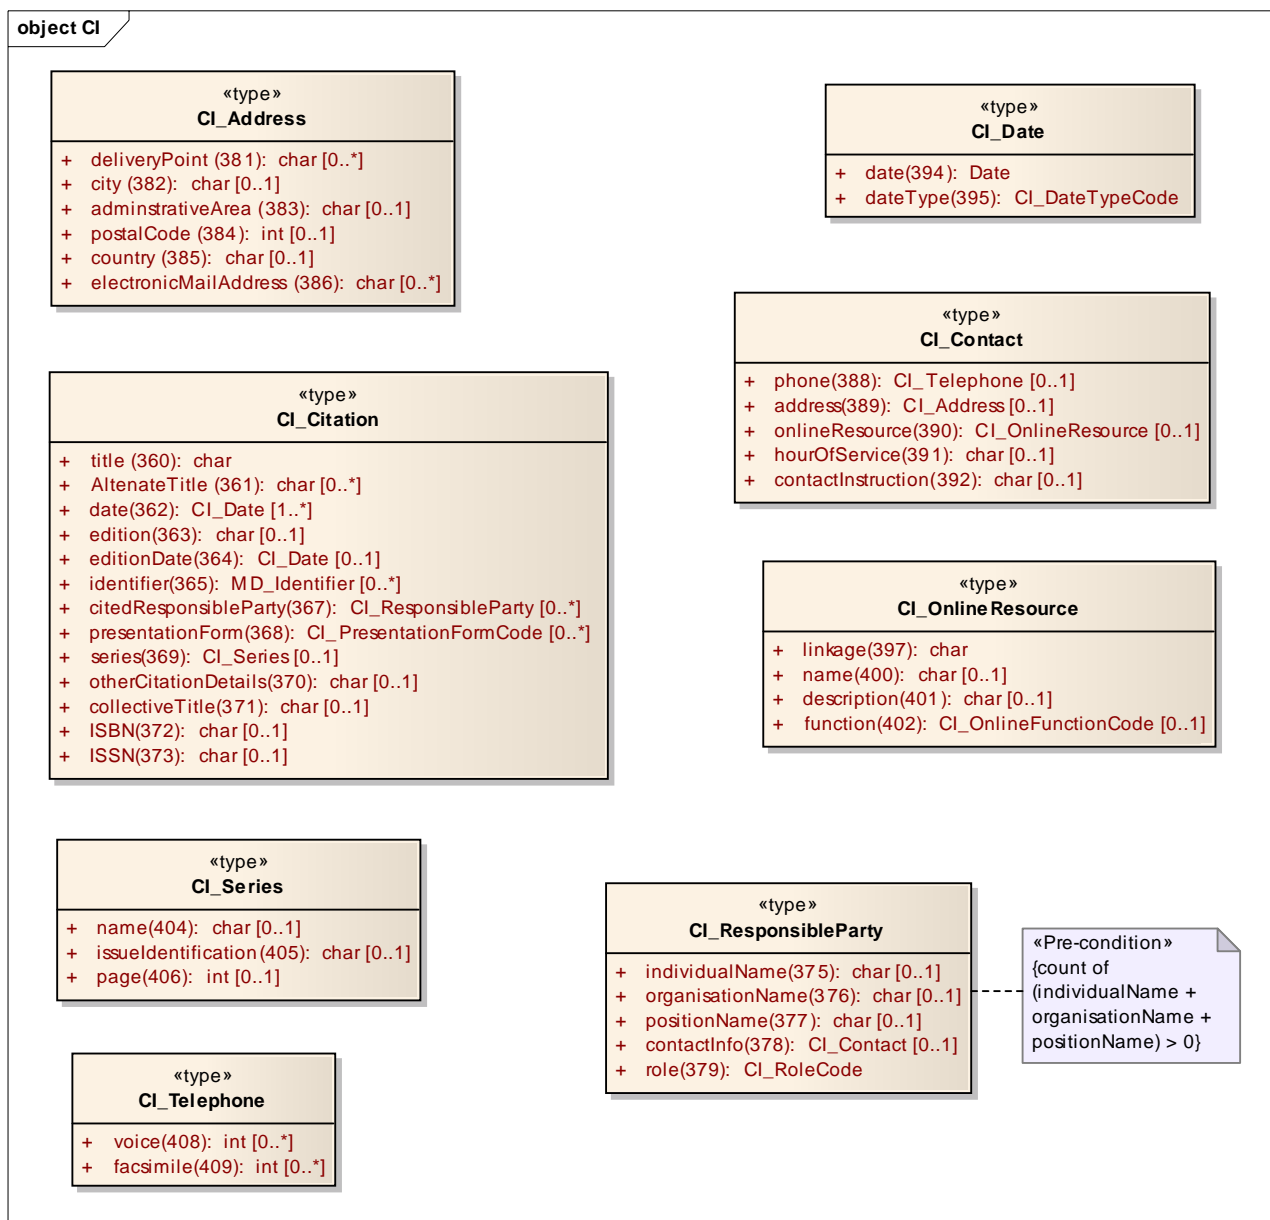 object CI
«type»
CI_Address
+ deliveryPoint (381): char [0..*]
+ city (382): char [0..1]
+ adminstrativeArea (383): char [0..1]
+ postalCode (384): int [0..1]
+ country (385): char [0..1]
+ electronicMailAddress (386): char [0..*]
«type»
CI_Date
+ date(394): Date
+ dateType(395): CI_DateTypeCode
«type»
CI_Contact
+ phone(388): CI_Telephone [0..1]
+ address(389): CI_Address [0..1]
+ onlineResource(390): CI_OnlineResource [0..1]
+ hourOfService(391): char [0..1]
+ contactInstruction(392): char [0..1]
«type»
CI_Citation
+ title (360): char
+ AltenateTitle (361): char [0..*]
+ date(362): CI_Date [1..*]
+ edition(363): char [0..1]
+ editionDate(364): CI_Date [0..1]
+ identifier(365): MD_Identifier [0..*]
+ citedResponsibleParty(367): CI_ResponsibleParty [0..*]
+ presentationForm(368): CI_PresentationFormCode [0..*]
+ series(369): CI_Series [0..1]
+ otherCitationDetails(370): char [0..1]
+ collectiveTitle(371): char [0..1]
+ ISBN(372): char [0..1]
+ ISSN(373): char [0..1]
«type»
CI_OnlineResource
+ linkage(397): char
+ name(400): char [0..1]
+ description(401): char [0..1]
+ function(402): CI_OnlineFunctionCode [0..1]
«type»
CI_Series
+ name(404): char [0..1]
+ issueIdentification(405): char [0..1]
+ page(406): int [0..1]
«type»
CI_ResponsibleParty
+ individualName(375): char [0..1]
+ organisationName(376): char [0..1]
+ positionName(377): char [0..1]
+ contactInfo(378): CI_Contact [0..1]
+ role(379): CI_RoleCode
«Pre-condition»
{count of
(individualName +
organisationName +
positionName) > 0}
«type»
CI_Telephone
+ voice(408): int [0..*]
+ facsimile(409): int [0..*]